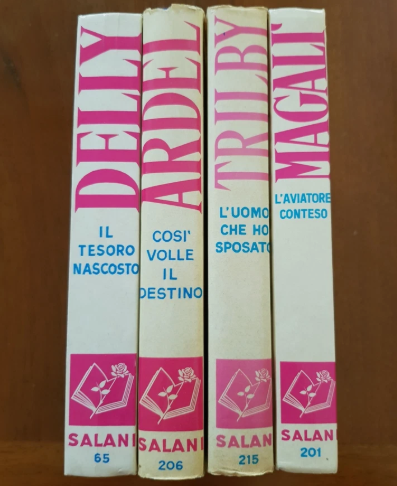 DELLY
IL
TESORO
NASCOSTO
SALANI
65
ARDEL
COSI'
VOLLE
IL
DESTINO
SALANI
206
TRILBY
L'UOMO
CHE HO
SPOSATO
SALANI
215
MAGALI'
L'AVIATORE
CONTESO
SALANI
201